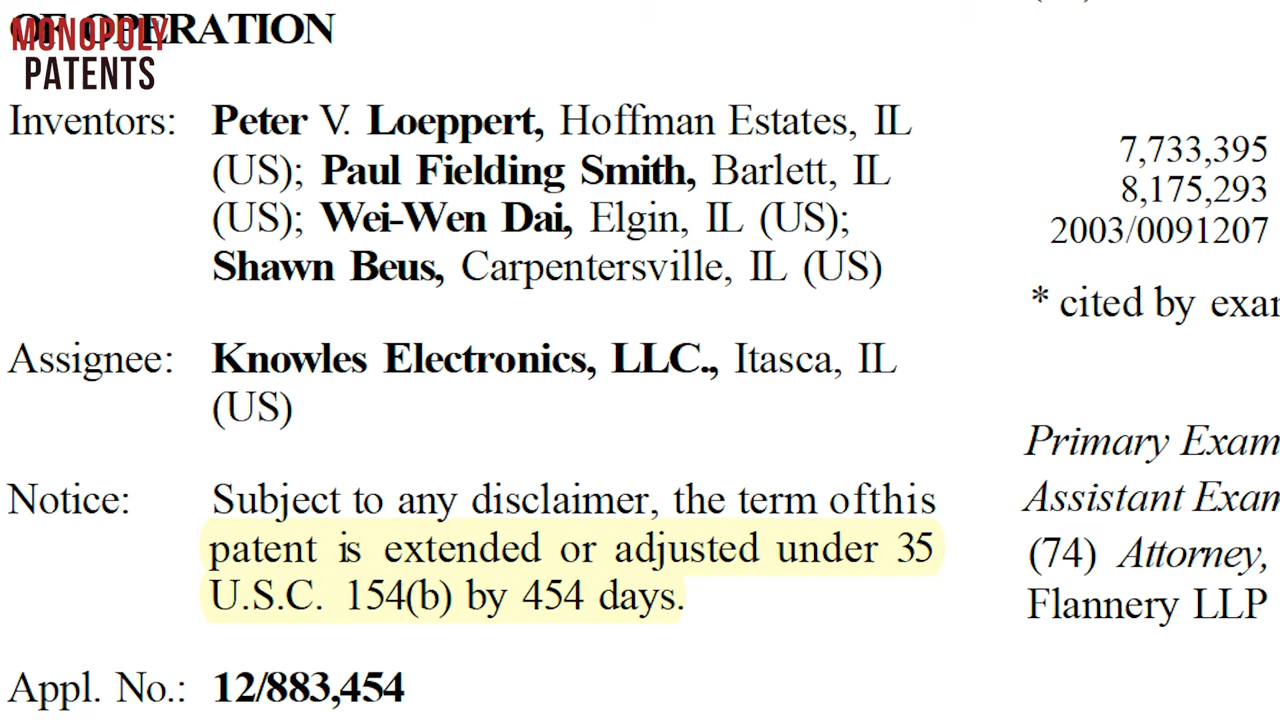 OF OPERATION
MONOPOLY
PATENTS
Inventors: Peter V. Loeppert, Hoffman Estates, IL
(US); Paul Fielding Smith, Barlett, IL
(US); Wei-Wen Dai, Elgin, IL (US);
Shawn Beus, Carpentersville, IL (US)
Assignee: Knowles Electronics, LLC., Itasca, IL
(US)
Notice: Subject to any disclaimer, the term ofthis
patent is extended or adjusted under 35
U.S.C. 154(b) by 454 days.
Appl. No.: 12/883,454
7,733,395
8,175,293
2003/0091207
* cited by exar
Primary Exam
Assistant Exan
(74) Attorney,
Flannery LLP